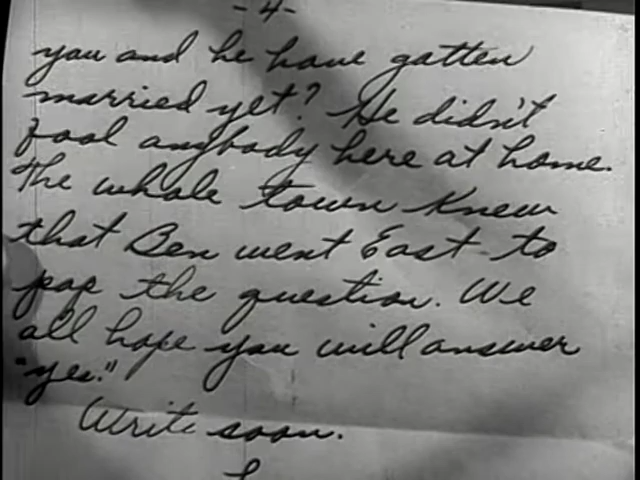 -4-
you and he have gotten
married yet? He didn't
fool anybody here at home.
The whole town knew
that Ben went East to
pop the question. We
all hope you will answer
"yes."
Write soon.